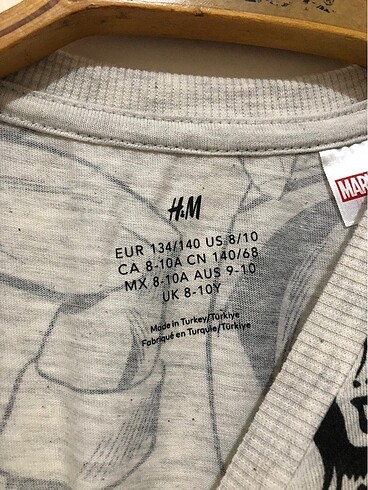 H&M
EUR 134/140 US 8/10
CA 8-10A CN 140/68
MX 8-10A AUS 9-10
UK 8-10Y
Made in Turkey/Türkiye
Fabriqué en Turquie/Türkiye
MAR